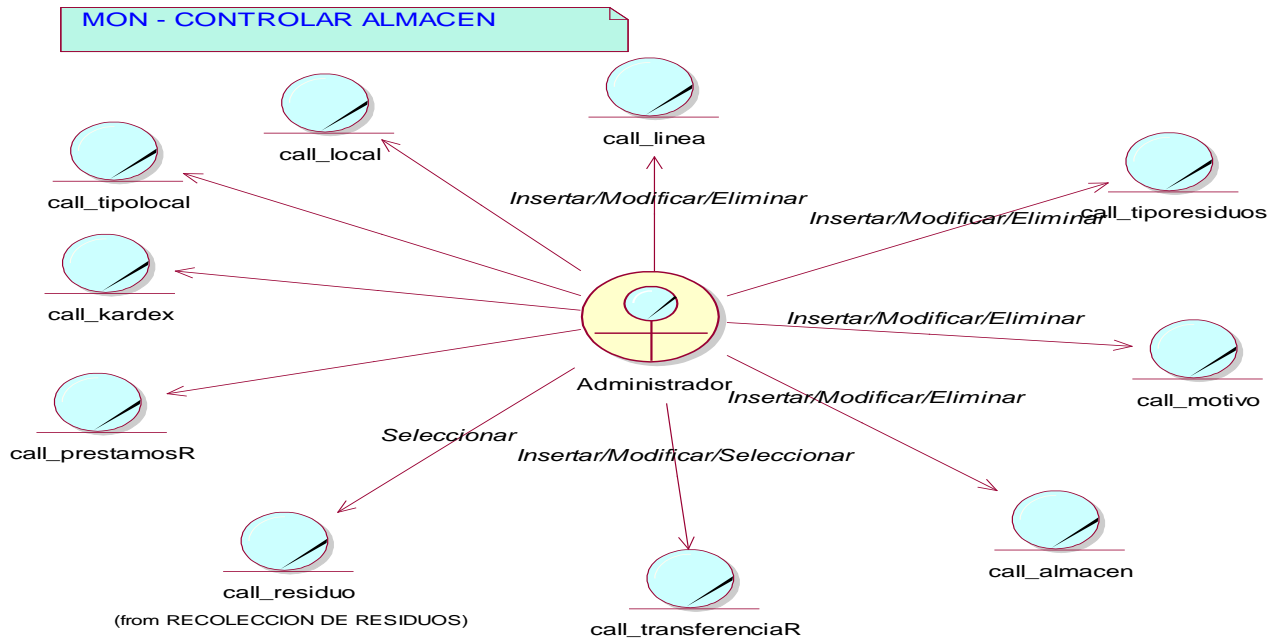 MON - CONTROLAR ALMACEN
call_linea
call_local
call_tipolocal
Insertar/Modificar/Eliminar
Insertar/Modificar/Eliminar
call_tiporesiduos
call_kardex
Insertar/Modificar/Eliminar
Administrador
Insertar/Modificar/Eliminar
call_motivo
call_prestamosR
Seleccionar
Insertar/Modificar/Seleccionar
call_almacen
call_residuo
(from RECOLECCION DE RESIDUOS)
call_transferenciaR